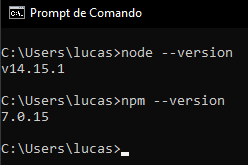 Prompt de Comando
C:\Users\lucas>node --version
v14.15.1
C:\Users\lucas>npm --version
7.0.15
C:\Users\lucas>